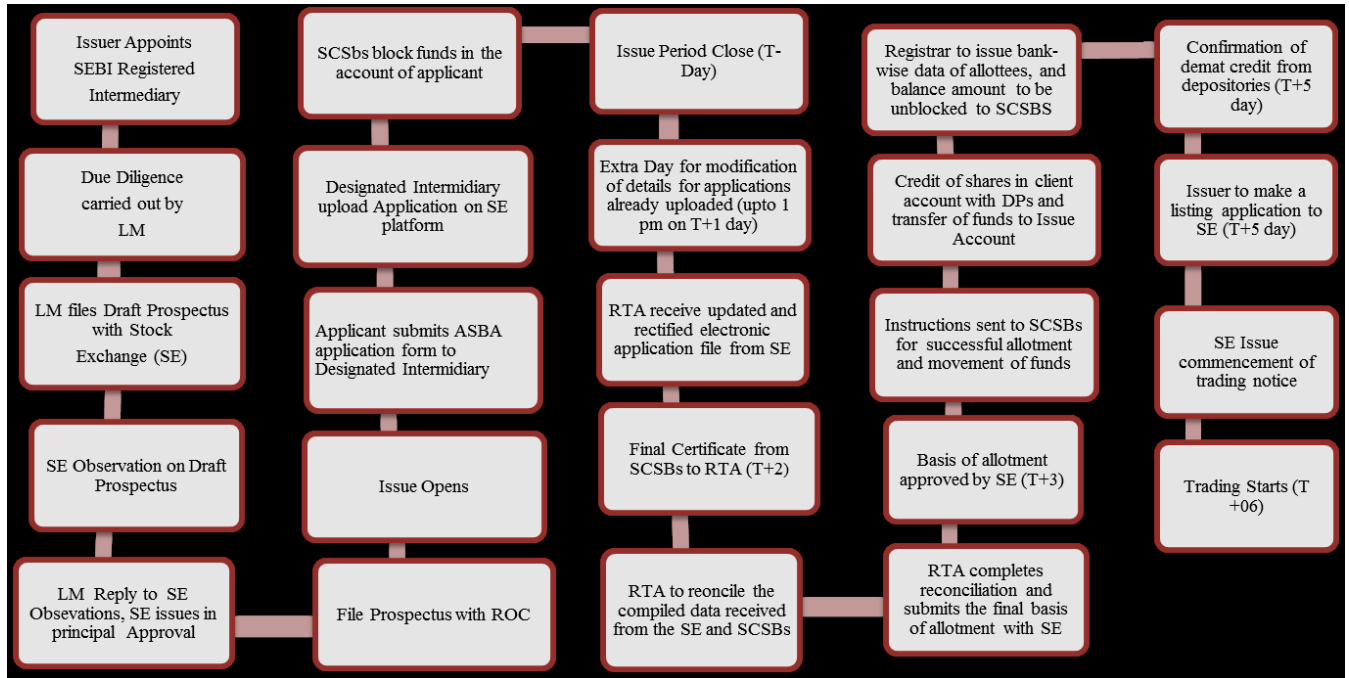 Issuer Appoints
SEBI Registered
Intermediary
Due Diligence
carried out by
LM
LM files Draft Prospectus
with Stock
Exchange (SE)
SE Observation on Draft
Prospectus
LM Reply to SE
Obsevations, SE issues in
principal Approval
File Prospectus with ROC
Issue Opens
Applicant submits ASBA
application form to
Designated Intermidiary
Designated Intermidiary
upload Application on SE
platform
SCSbs block funds in the
account of applicant
Issue Period Close (T-
Day)
Extra Day for modification
of details for applications
already uploaded (upto 1
pm on T+1 day)
RTA receive updated and
rectified electronic
application file from SE
Final Certificate from
SCSBs to RTA (T+2)
RTA to reconcile the
compiled data received
from the SE and SCSBs
RTA completes
reconciliation and
submits the final basis
of allotment with SE
Basis of allotment
approved by SE (T+3)
Instructions sent to SCSBs
for successful allotment
and movement of funds
Credit of shares in client
account with DPs and
transfer of funds to Issue
Account
Registrar to issue bank-
wise data of allottees, and
balance amount to be
unblocked to SCSBS
Confirmation of
demat credit from
depositories (T+5
day)
Issuer to make a
listing application to
SE (T+5 day)
SE Issue
commencement of
trading notice
Trading Starts (T
+06)